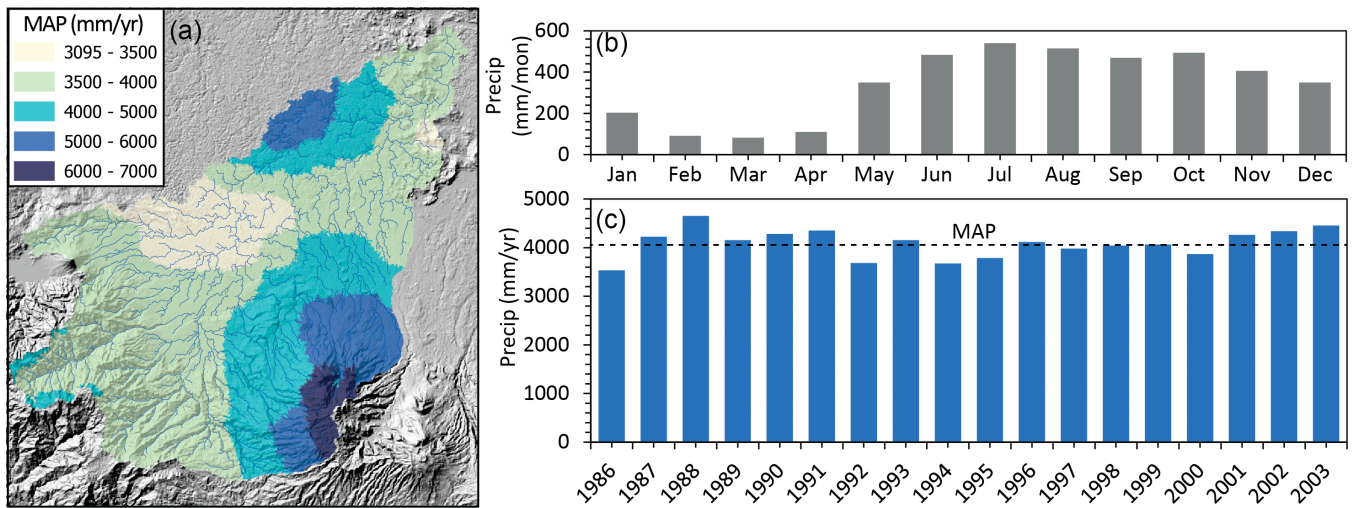 MAP (mm/yr)
3095 - 3500
3500 - 4000
4000 - 5000
5000 - 6000
6000 - 7000
(a)
(b)
Precip
(mm/mon)
600
400
200
0
Jan Feb Mar Apr May Jun Jul Aug Sep Oct Nov Dec
(c)
Precip (mm/yr)
5000
4000
3000
2000
1000
0
MAP
1986 1987 1988 1989 1990 1991 1992 1993 1994 1995 1996 1997 1998 1999 2000 2001 2002 2003